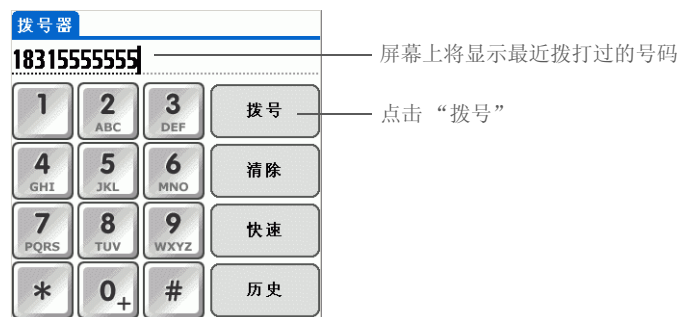 拨号器
18315555555
屏幕上将显示最近拨打过的号码
1
2
ABC
3
DEF
拨号
点击 “拨号”
4
GHI
5
JKL
6
MNO
清除
7
PQRS
8
TUV
9
WXYZ
快速
*
0+
#
历史